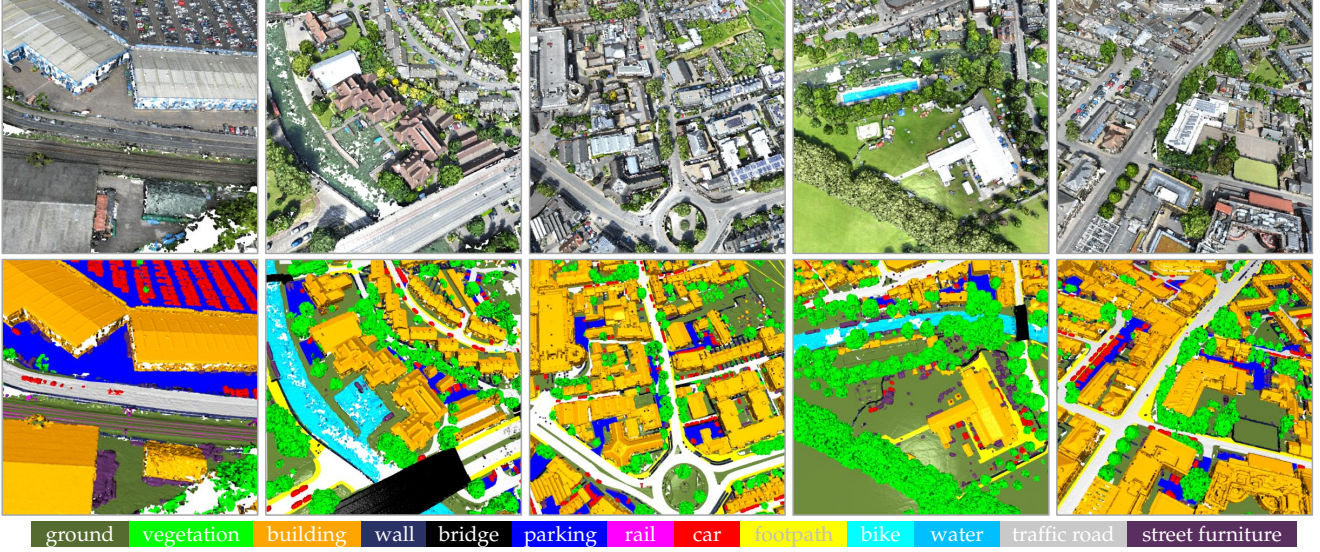 ground vegetation building wall bridge parking rail car footpath bike water traffic road street furniture